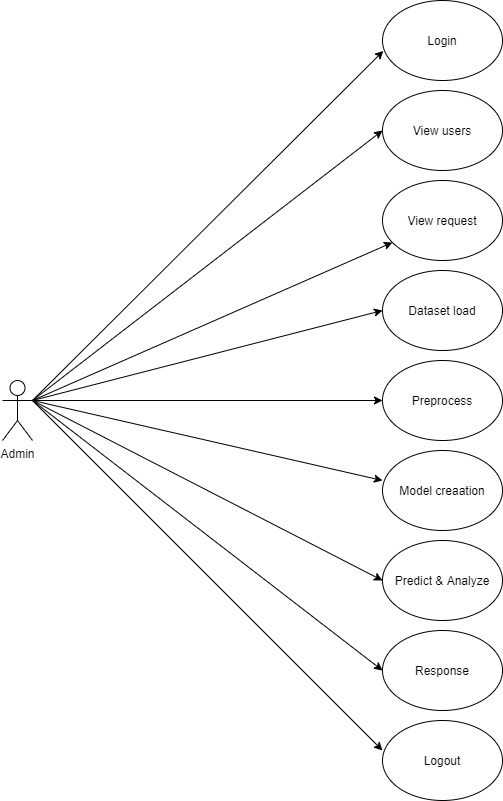 Login
View users
View request
Dataset load
Preprocess
Admin
Model creaation
Predict & Analyze
Response
Logout